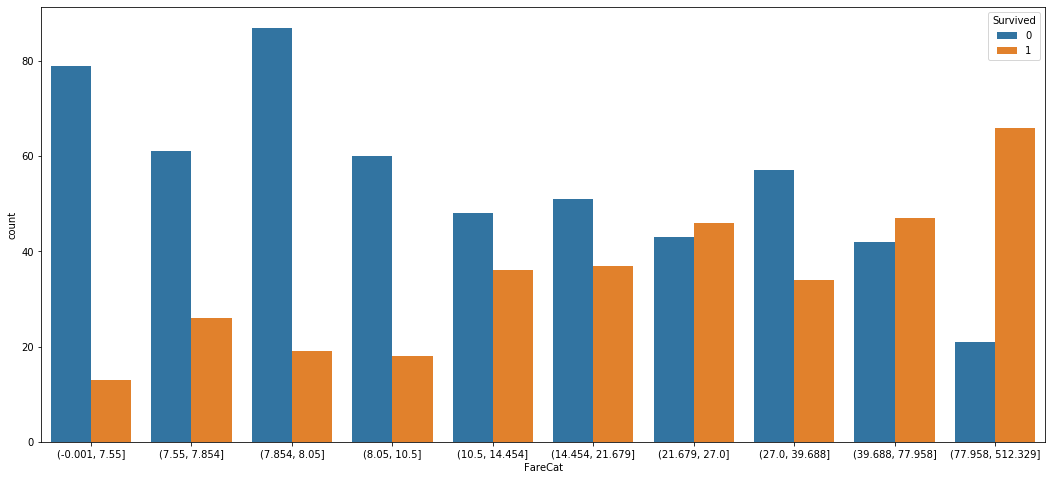 Survived
0
1
80
60
40
20
0
count
(-0.001, 7.55] (7.55, 7.854] (7.854, 8.05] (8.05, 10.5] (10.5, 14.454] (14.454, 21.679] (21.679, 27.0] (27.0, 39.688] (39.688, 77.958] (77.958, 512.329]
FareCat